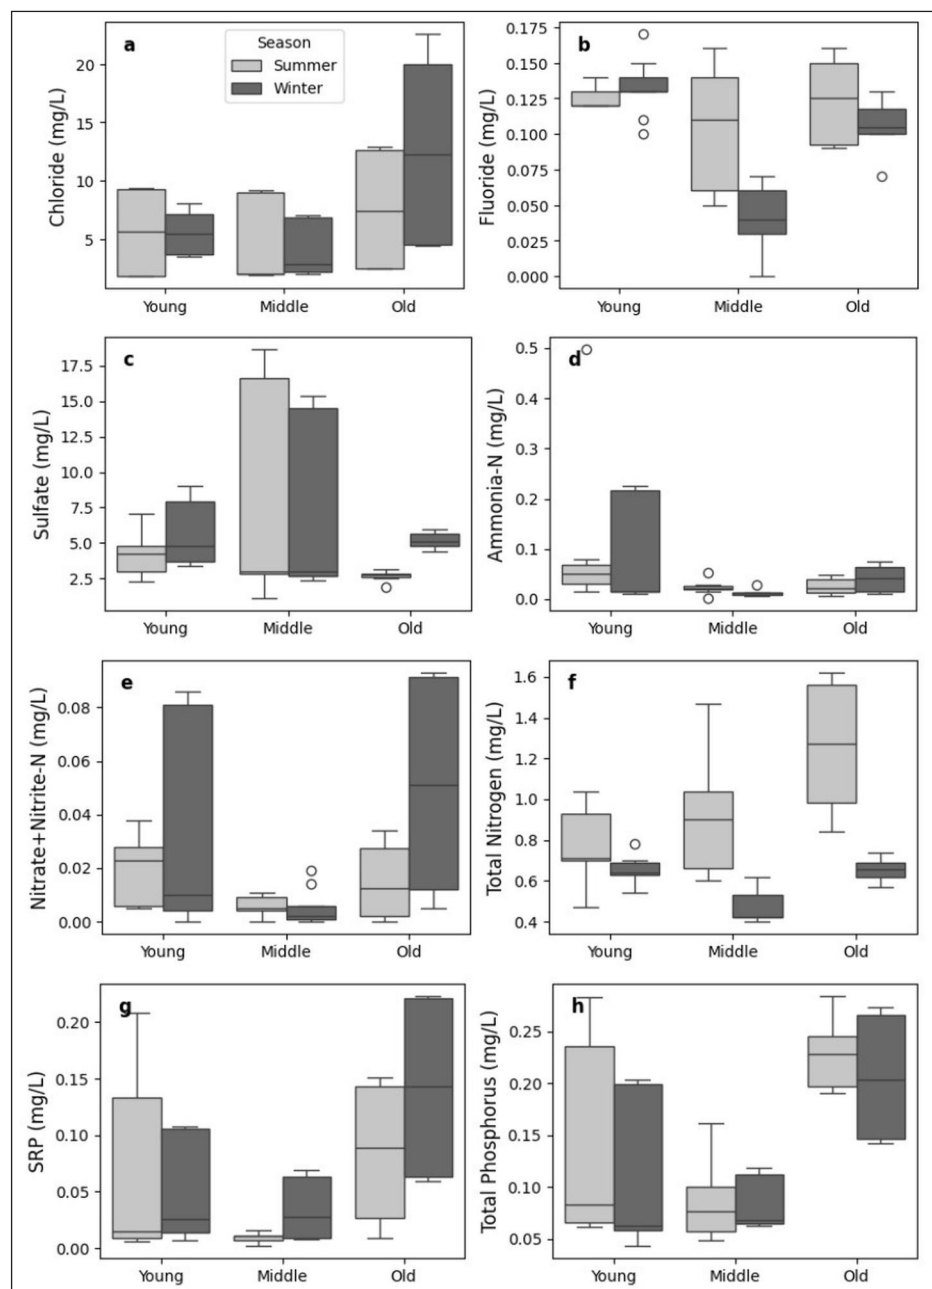 a
Season
Summer
Winter
Chloride (mg/L)
20
15
10
5
Young Middle Old
b
Fluoride (mg/L)
0.175
0.150
0.125
0.100
0.075
0.050
0.025
0.000
Young Middle Old
c
Sulfate (mg/L)
17.5
15.0
12.5
10.0
7.5
5.0
2.5
Young Middle Old
d
Ammonia-N (mg/L)
0.5
0.4
0.3
0.2
0.1
0.0
Young Middle Old
e
Nitrate+Nitrite-N (mg/L)
0.08
0.06
0.04
0.02
0.00
Young Middle Old
f
Total Nitrogen (mg/L)
1.6
1.4
1.2
1.0
0.8
0.6
0.4
Young Middle Old
g
SRP (mg/L)
0.20
0.15
0.10
0.05
0.00
Young Middle Old
h
Total Phosphorus (mg/L)
0.25
0.20
0.15
0.10
0.05
Young Middle Old